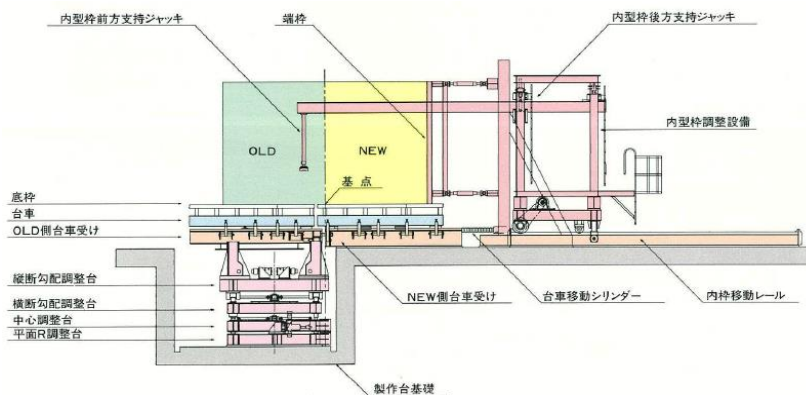 内型枠前方支持ジャッキ
端枠
内型枠後方支持ジャッキ
内型枠調整設備
OLD
NEW
基点
底枠
台車
OLD側台車受け
縦断勾配調整台
横断勾配調整台
中心調整台
平面R調整台
NEW側台車受け
台車移動シリンダー
内枠移動レール
製作台基礎